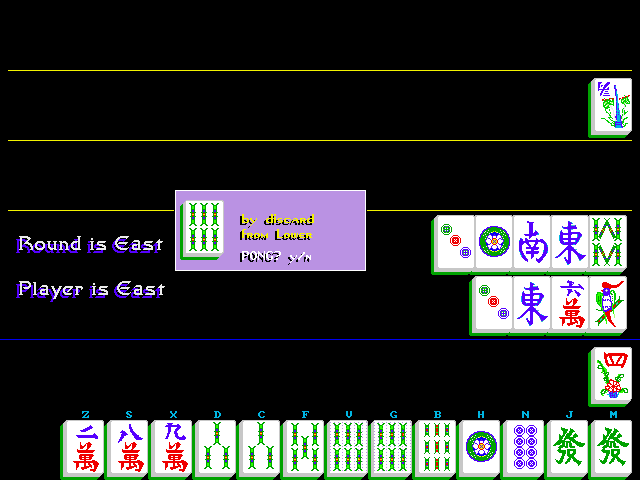 by discard
from Lower
PONG? y/n
Round is East
Player is East
南 東
東 六萬
Z S X D C F V G B H N J M
二萬 八萬 九萬 發 發